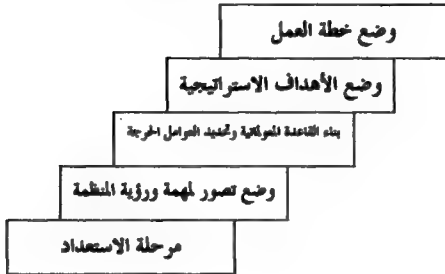 وضع خطة العمل
وضع الأهداف الاستراتيجية
بناء القاعدة المعلوماتية وتحديد العوامل الحرجة
وضع تصور لمهمة ورؤية المنظمة
مرحلة الاستعداد